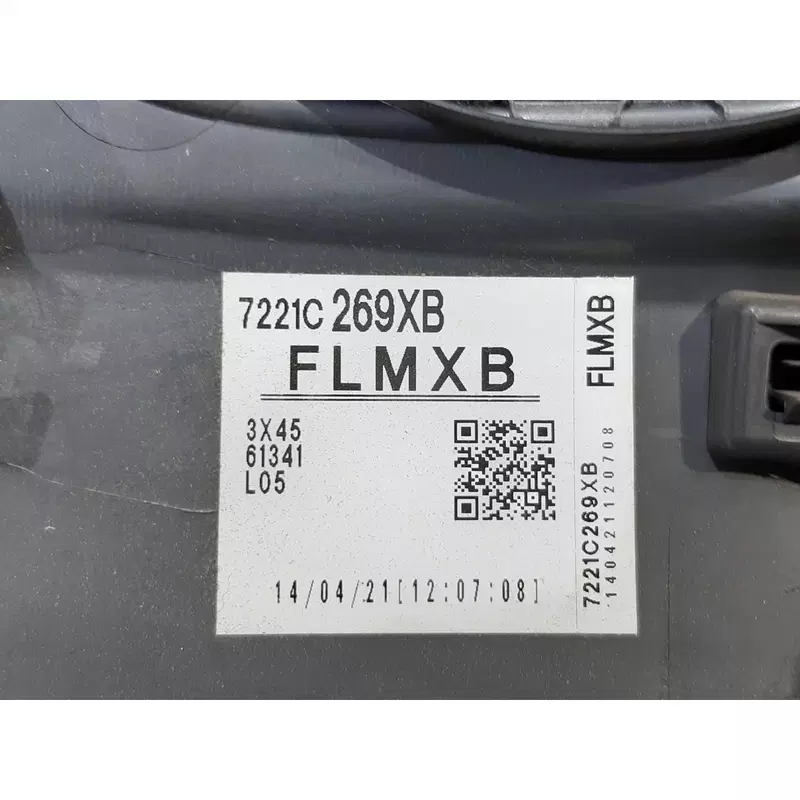 7221C 269XB
FLMXB
3X45
61341
L05
14/04/21[12:07:08]
7221C269XB FLMXB
140421120708